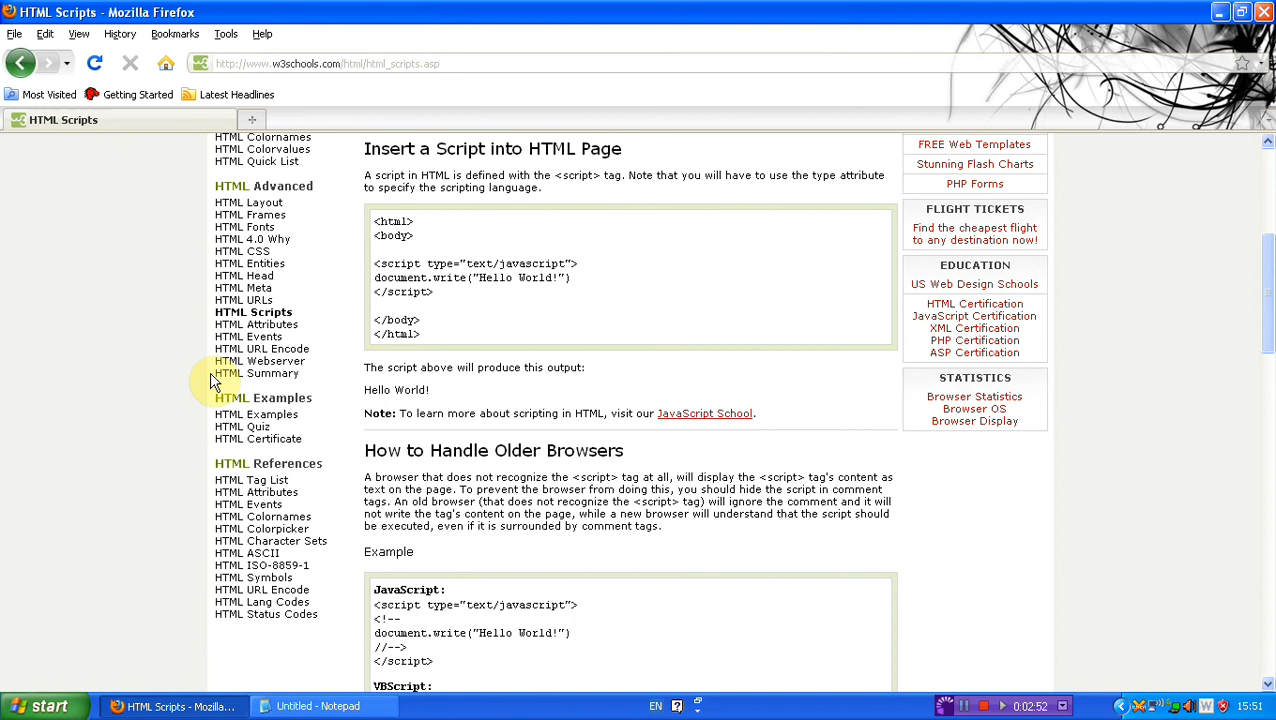 HTML Scripts - Mozilla Firefox
File Edit View History Bookmarks Tools Help
http://www.w3schools.com/html/html_scripts.asp
Most Visited Getting Started Latest Headlines
HTML Scripts
HTML Colornames
HTML Colorvalues
HTML Quick List
HTML Advanced
HTML Layout
HTML Frames
HTML Fonts
HTML 4.0 Why
HTML CSS
HTML Entities
HTML Head
HTML Meta
HTML URLs
HTML Scripts
HTML Attributes
HTML Events
HTML URL Encode
HTML Webserver
HTML Summary
HTML Examples
HTML Examples
HTML Quiz
HTML Certificate
HTML References
HTML Tag List
HTML Attributes
HTML Events
HTML Colornames
HTML Colorpicker
HTML Character Sets
HTML ASCII
HTML ISO-8859-1
HTML Symbols
HTML URL Encode
HTML Lang Codes
HTML Status Codes
Insert a Script into HTML Page
A script in HTML is defined with the <script> tag. Note that you will have to use the type attribute
to specify the scripting language.
<html>
<body>
<script type="text/javascript">
document.write("Hello World!")
</script>
</body>
</html>
The script above will produce this output:
Hello World!
Note: To learn more about scripting in HTML, visit our JavaScript School.
How to Handle Older Browsers
A browser that does not recognize the <script> tag at all, will display the <script> tag's content as
text on the page. To prevent the browser from doing this, you should hide the script in comment
tags. An old browser (that does not recognize the <script> tag) will ignore the comment and it will
not write the tag's content on the page, while a new browser will understand that the script should
be executed, even if it is surrounded by comment tags.
Example
JavaScript:
<script type="text/javascript">
<!--
document.write("Hello World!")
//-->
</script>
VBScript:
FREE Web Templates
Stunning Flash Charts
PHP Forms
FLIGHT TICKETS
Find the cheapest flight
to any destination now!
EDUCATION
US Web Design Schools
HTML Certification
JavaScript Certification
XML Certification
PHP Certification
ASP Certification
STATISTICS
Browser Statistics
Browser OS
Browser Display
start HTML Scripts - Mozilla... Untitled - Notepad EN 0:02:52 15:51